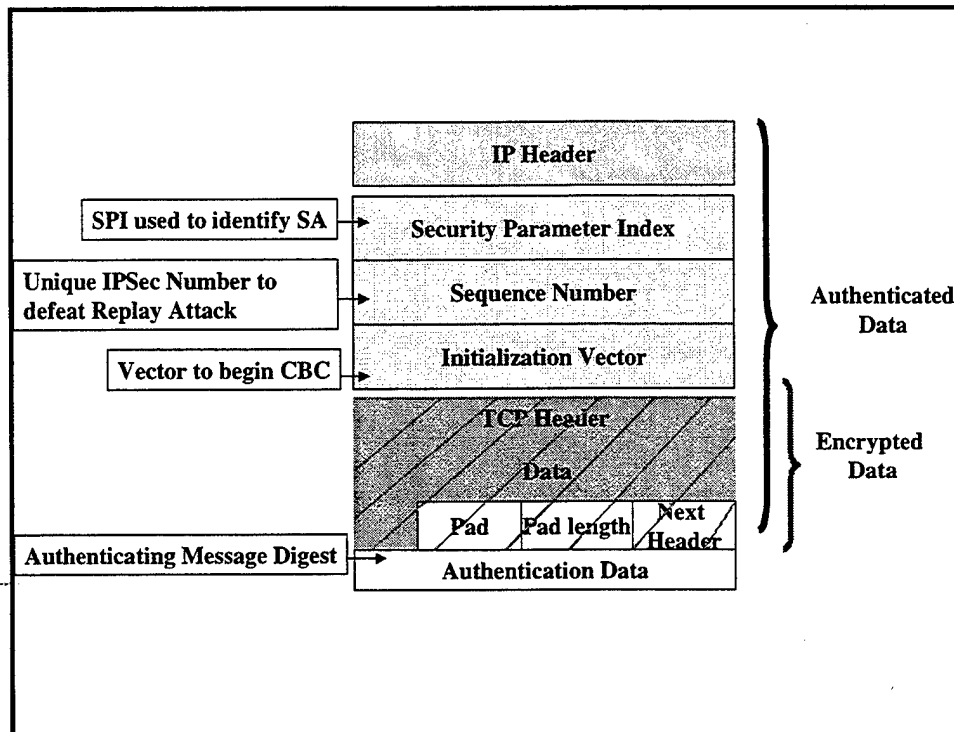 IP Header
SPI used to identify SA
Security Parameter Index
Unique IPSec Number to
defeat Replay Attack
Sequence Number
Authenticated
Data
Vector to begin CBC
Initialization Vector
TCP Header
Data
Encrypted
Data
Pad
Pad length
Next
Header
Authenticating Message Digest
Authentication Data